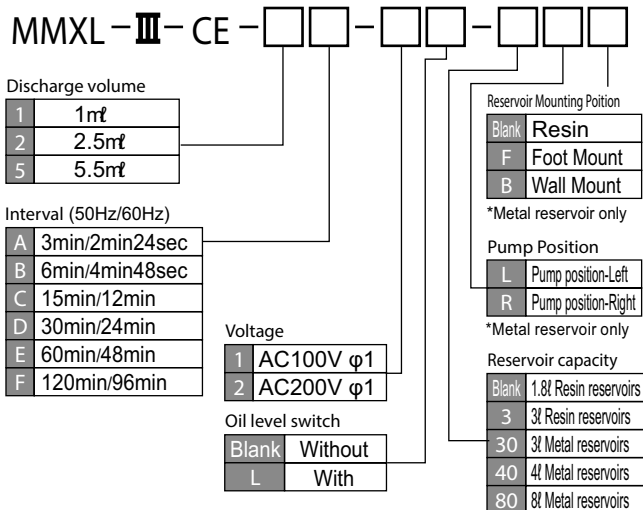 MMXL-Ⅲ-CE-□□-□□-□□□
Discharge volume
1 1mℓ
2 2.5mℓ
5 5.5mℓ
Interval (50Hz/60Hz)
A 3min/2min24sec
B 6min/4min48sec
C 15min/12min
D 30min/24min
E 60min/48min
F 120min/96min
Voltage
1 AC100V φ1
2 AC200V φ1
Oil level switch
Blank Without
L With
Reservoir Mounting Poition
Blank Resin
F Foot Mount
B Wall Mount
*Metal reservoir only
Pump Position
L Pump position-Left
R Pump position-Right
*Metal reservoir only
Reservoir capacity
Blank 1.8ℓ Resin reservoirs
3 3ℓ Resin reservoirs
30 3ℓ Metal reservoirs
40 4ℓ Metal reservoirs
80 8ℓ Metal reservoirs